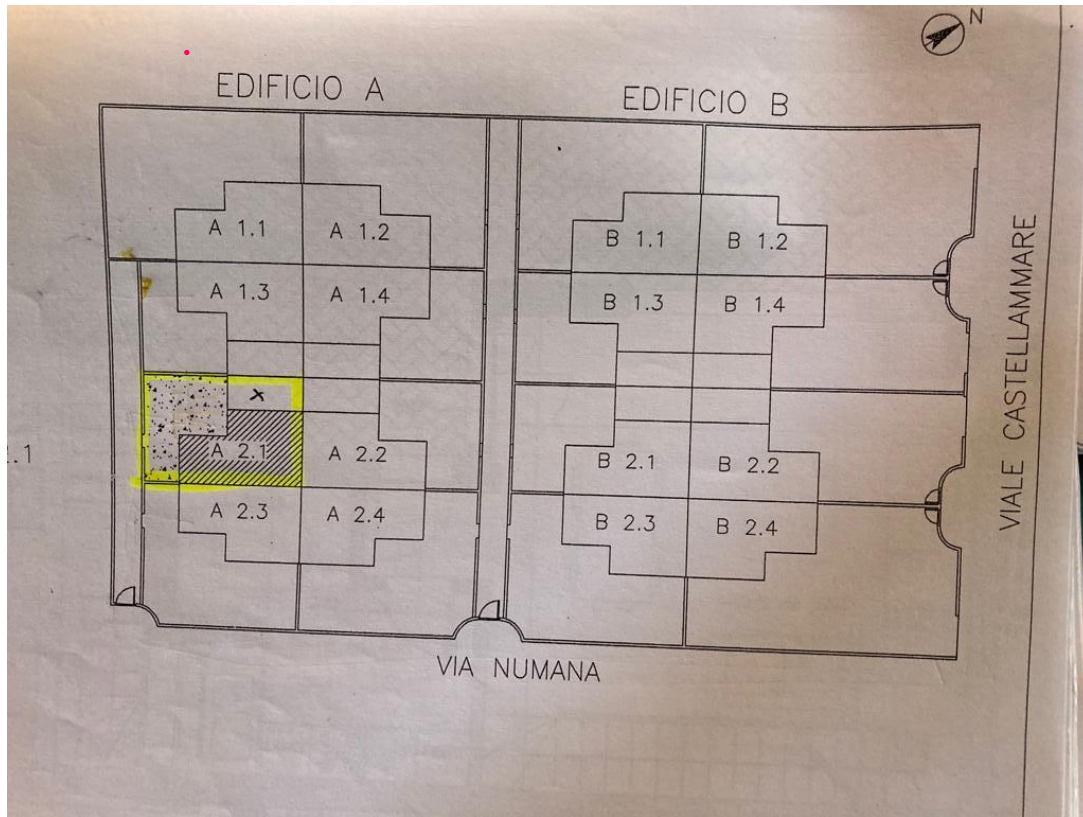 N
EDIFICIO A
EDIFICIO B
A 1.1
A 1.2
B 1.1
B 1.2
A 1.3
A 1.4
B 1.3
B 1.4
VIALE CASTELLAMMARE
x
A 2.1
A 2.2
B 2.1
B 2.2
.1
A 2.3
A 2.4
B 2.3
B 2.4
VIA NUMANA